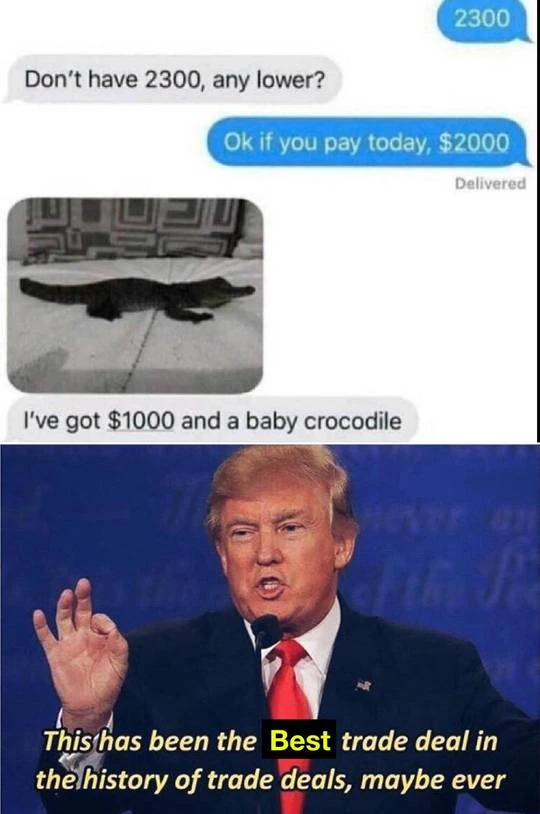 2300
Don't have 2300, any lower?
Ok if you pay today, $2000
Delivered
I've got $1000 and a baby crocodile
This has been the Best trade deal in
the history of trade deals, maybe ever